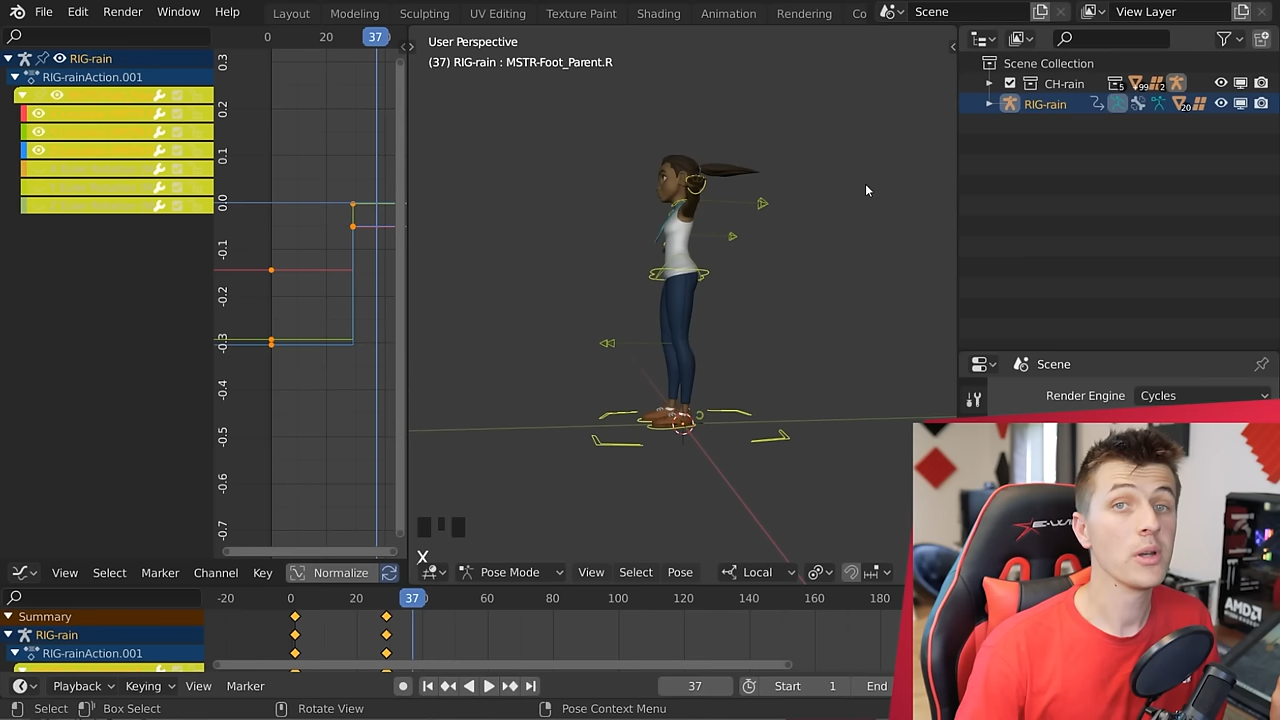 File Edit Render Window Help
Layout Modeling Sculpting UV Editing Texture Paint Shading Animation Rendering Co
Scene
View Layer
0 20 37
RIG-rain
RIG-rainAction.001
0.3
0.2
0.1
0.0
-0.1
-0.2
-0.3
-0.4
-0.5
-0.6
-0.7
User Perspective
(37) RIG-rain : MSTR-Foot_Parent.R
X
Scene Collection
CH-rain 5 99 2
RIG-rain 20
Scene
Render Engine Cycles
View Select Marker Channel Key Normalize
Pose Mode View Select Pose Local
-20 0 20 37 60 80 100 120 140 160 180
Summary
RIG-rain
RIG-rainAction.001
Playback Keying View Marker
37 Start 1 End
Select Box Select Rotate View Pose Context Menu
AMD